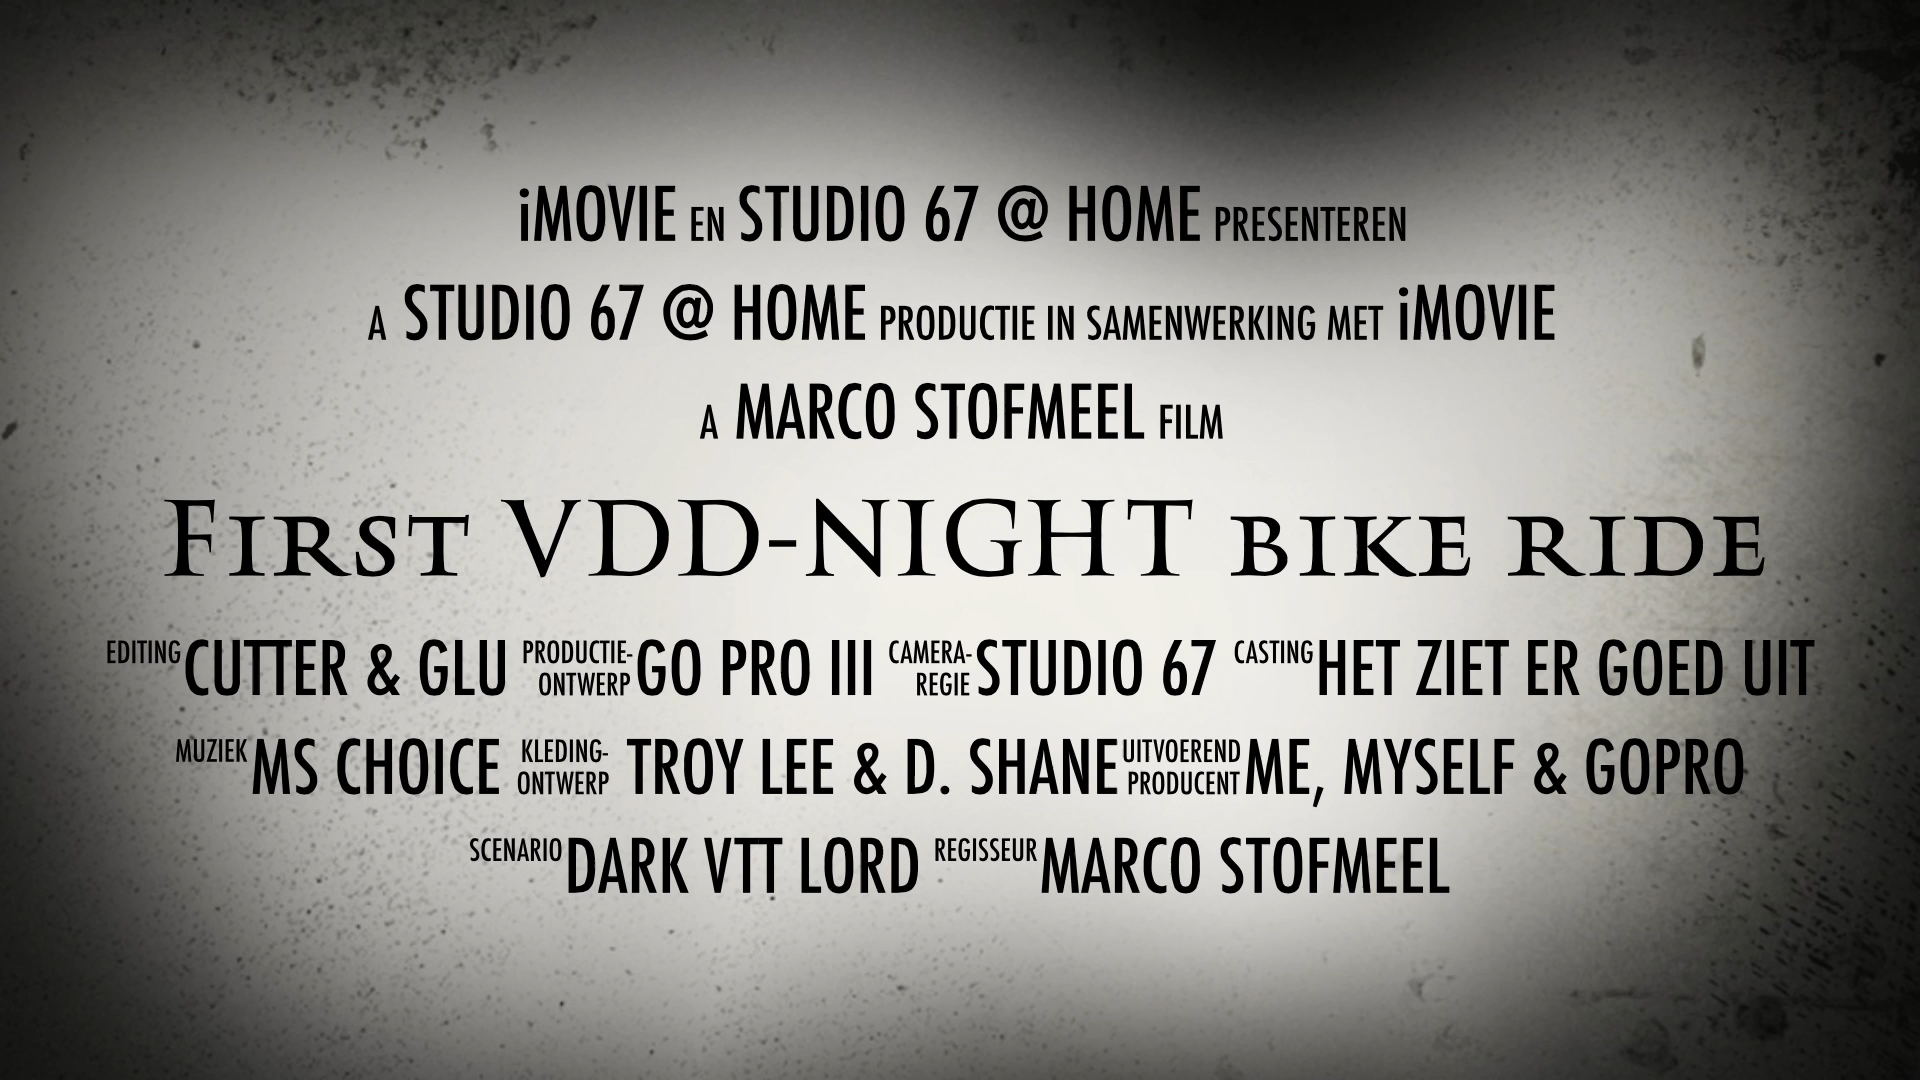 iMOVIE EN STUDIO 67 @ HOME PRESENTEREN
A STUDIO 67 @ HOME PRODUCTIE IN SAMENWERKING MET iMOVIE
A MARCO STOFMEEL FILM
First VDD-NIGHT bike ride
EDITING CUTTER & GLU PRODUCTIE-ONTWERP GO PRO III CAMERA-REGIE STUDIO 67 CASTING HET ZIET ER GOED UIT
MUZIEK MS CHOICE KLEDING-ONTWERP TROY LEE & D. SHANE UITVOEREND PRODUCENT ME, MYSELF & GOPRO
SCENARIO DARK VTT LORD REGISSEUR MARCO STOFMEEL